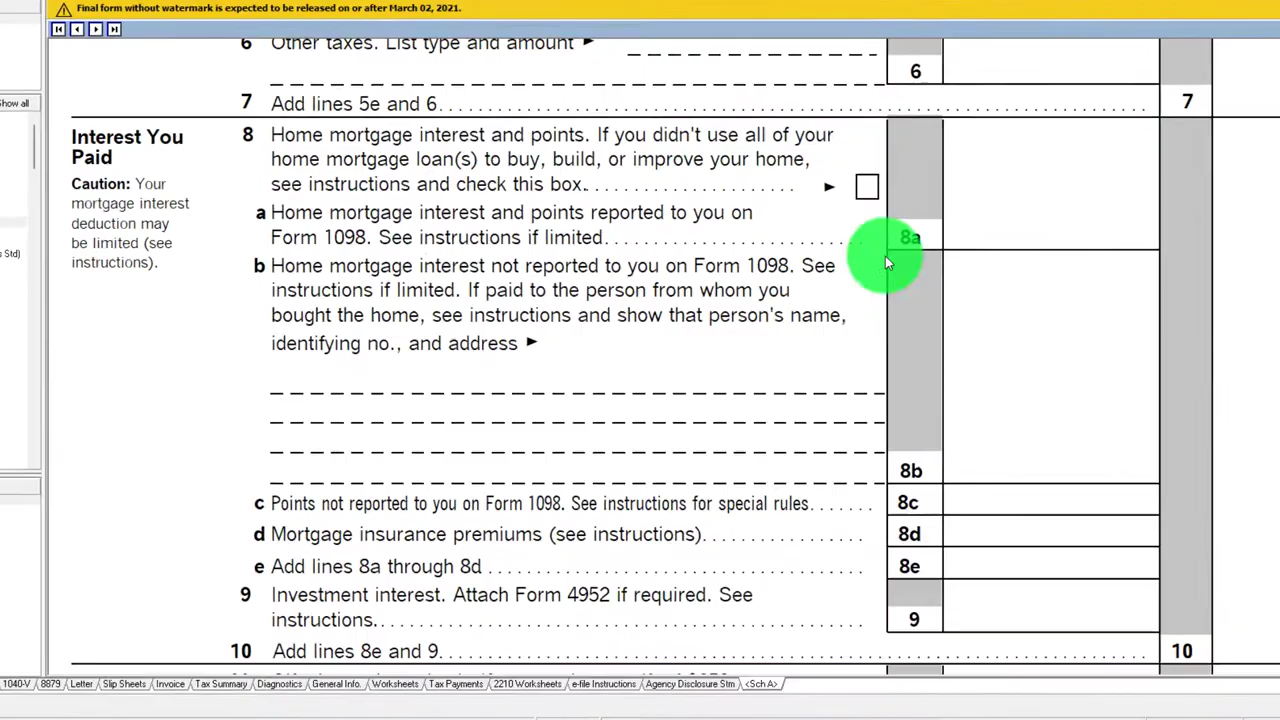 Final form without watermark is expected to be released on or after March 02, 2021.
6 Other taxes. List type and amount ►
6
Show all
7 Add lines 5e and 6
7
Interest You
Paid
Caution: Your
mortgage interest
deduction may
be limited (see
instructions).
8 Home mortgage interest and points. If you didn't use all of your
home mortgage loan(s) to buy, build, or improve your home,
see instructions and check this box. ►
a Home mortgage interest and points reported to you on
Form 1098. See instructions if limited
8a
s Std)
b Home mortgage interest not reported to you on Form 1098. See
instructions if limited. If paid to the person from whom you
bought the home, see instructions and show that person's name,
identifying no., and address ►
8b
c Points not reported to you on Form 1098. See instructions for special rules
8c
d Mortgage insurance premiums (see instructions)
8d
e Add lines 8a through 8d
8e
9 Investment interest. Attach Form 4952 if required. See
instructions.
9
10 Add lines 8e and 9
10
1040-V 8879 Letter Slip Sheets Invoice Tax Summary Diagnostics General Info. Worksheets Tax Payments 2210 Worksheets e-file Instructions Agency Disclosure Stm <Sch A>